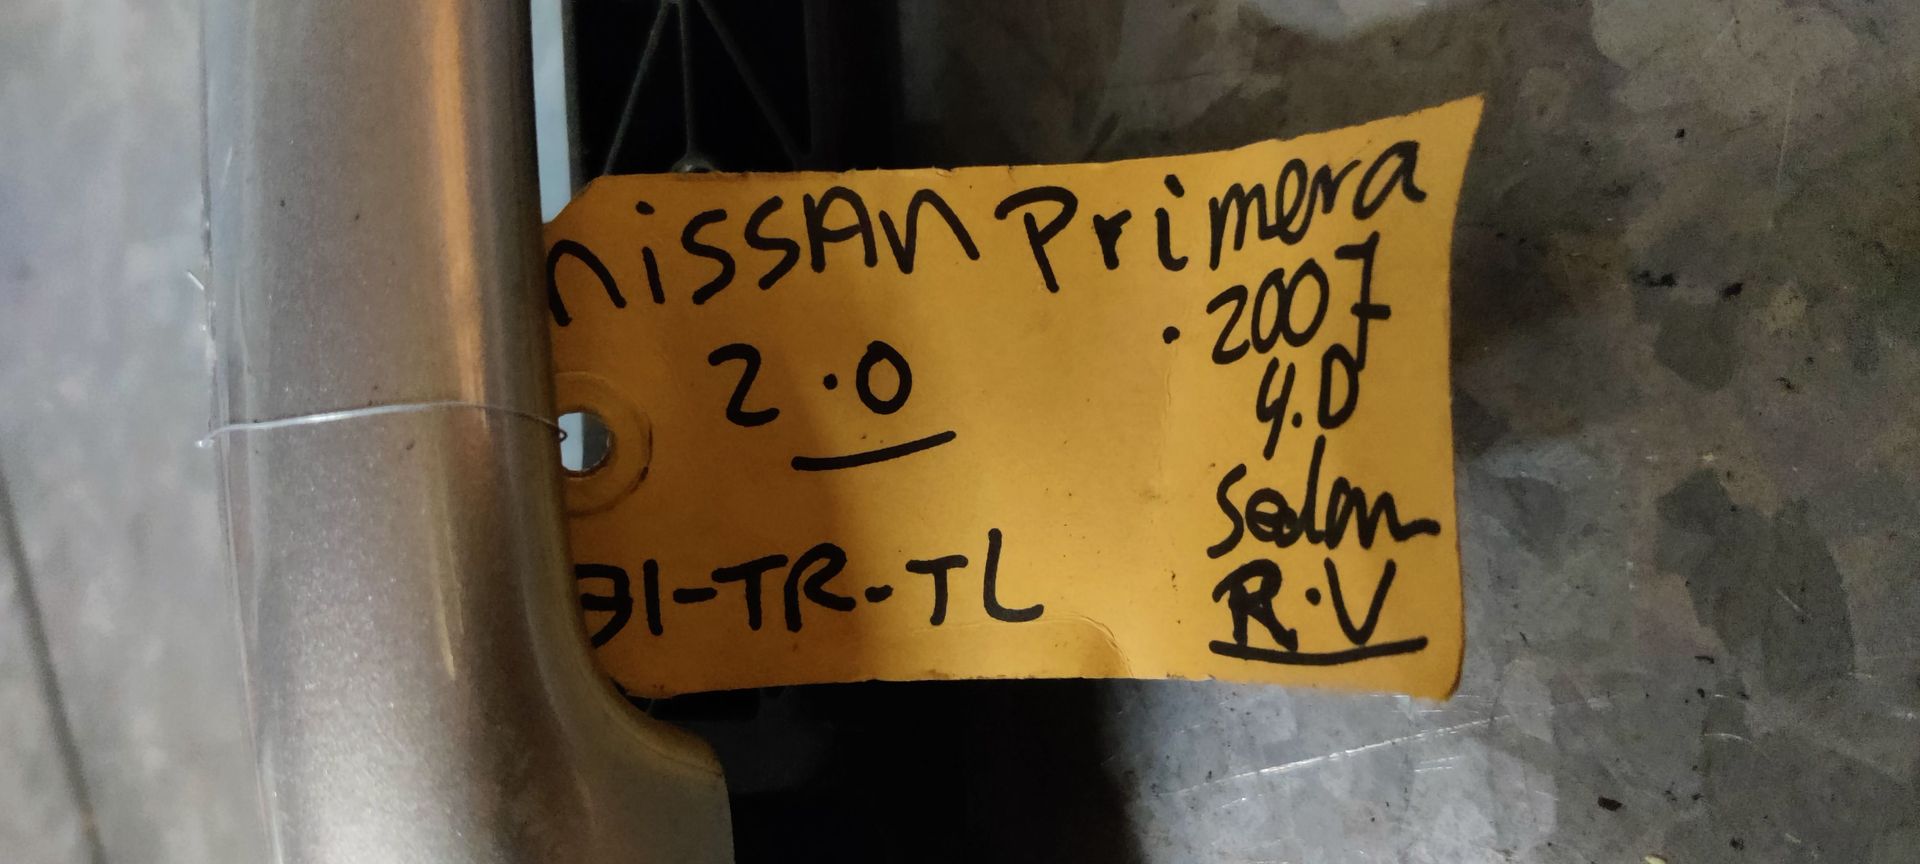 NISSAN Primera
2.0
.2007
4.D
Sedan
31-TR-TL
R.V